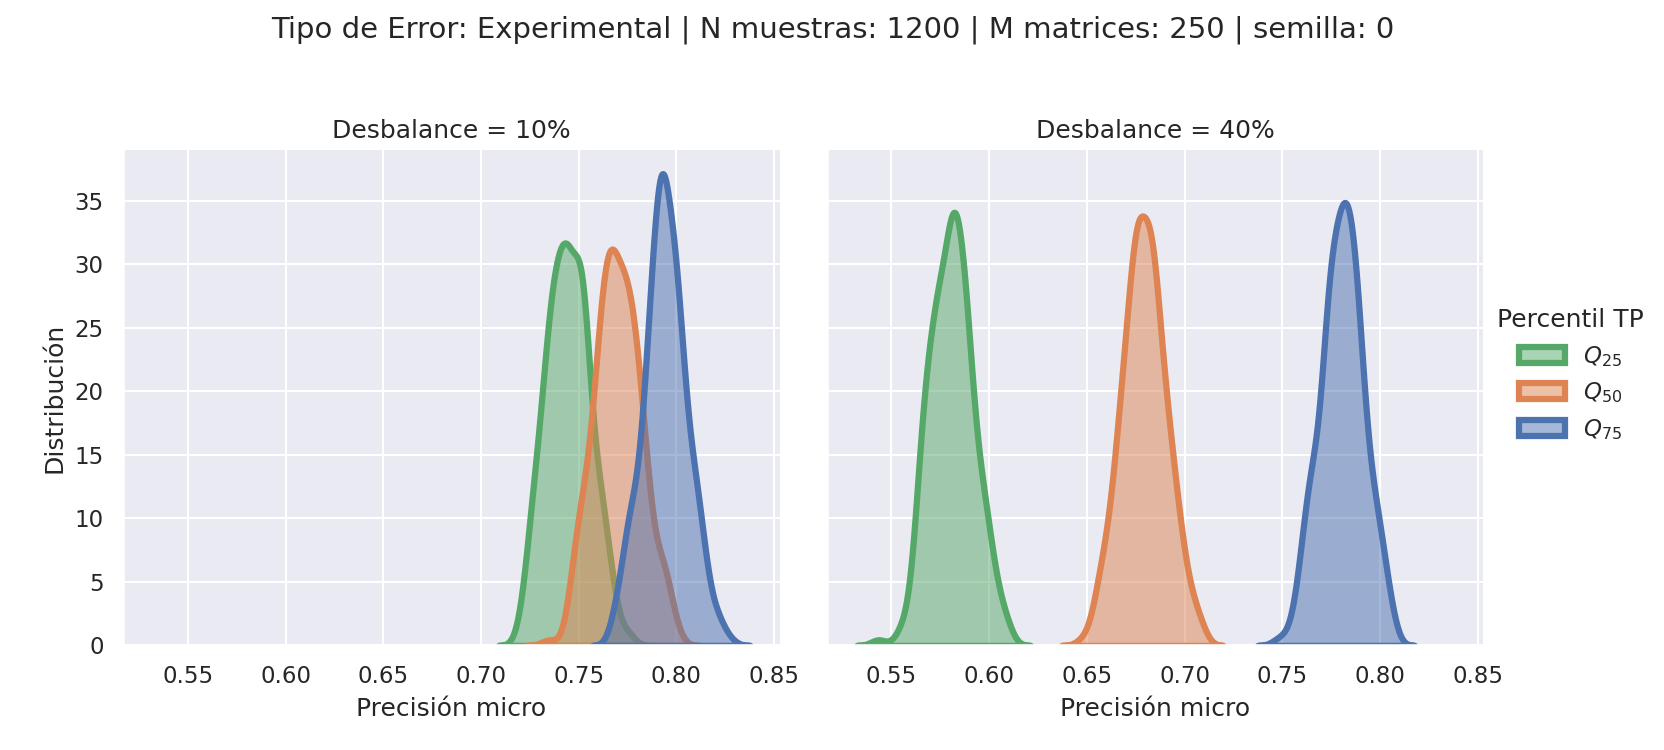 Tipo de Error: Experimental | N muestras: 1200 | M matrices: 250 | semilla: 0
Desbalance = 10%
Desbalance = 40%
Distribución
35
30
25
20
15
10
5
0
0.55 0.60 0.65 0.70 0.75 0.80 0.85
Precisión micro
0.55 0.60 0.65 0.70 0.75 0.80 0.85
Precisión micro
Percentil TP
Q25
Q50
Q75